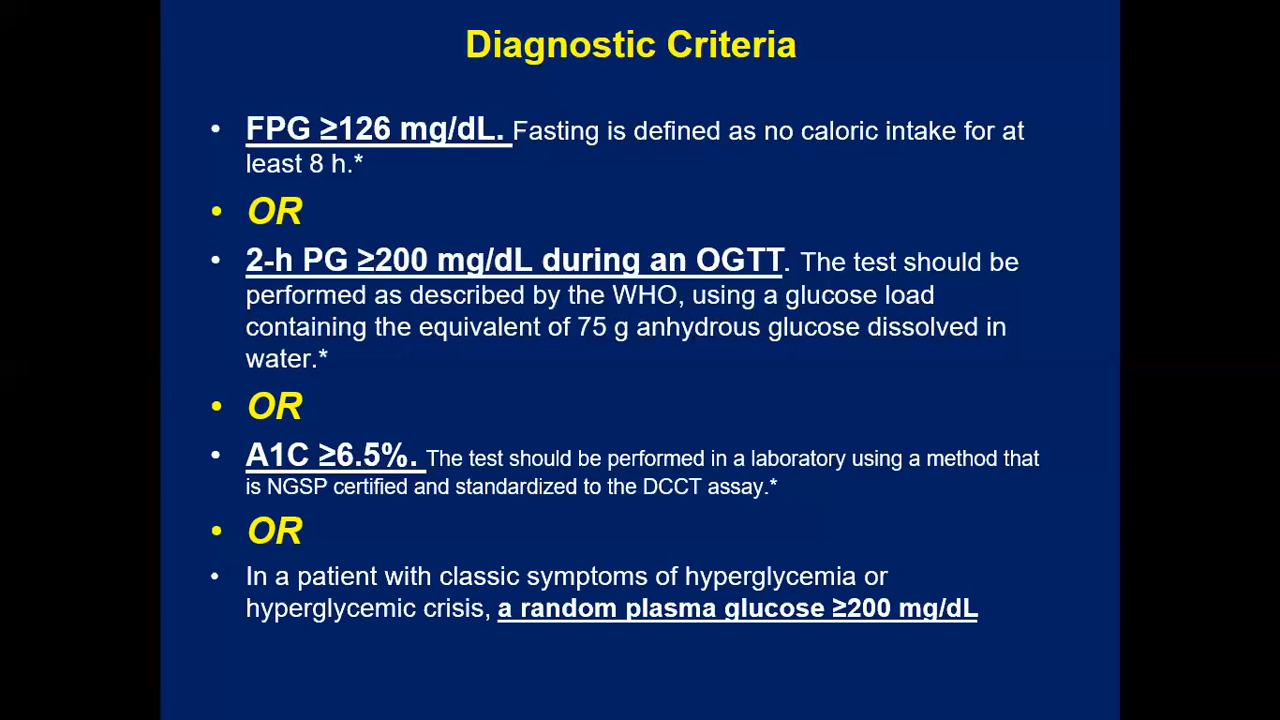 Diagnostic Criteria
• FPG ≥126 mg/dL. Fasting is defined as no caloric intake for at
least 8 h.*
• OR
• 2-h PG ≥200 mg/dL during an OGTT. The test should be
performed as described by the WHO, using a glucose load
containing the equivalent of 75 g anhydrous glucose dissolved in
water.*
• OR
• A1C ≥6.5%. The test should be performed in a laboratory using a method that
is NGSP certified and standardized to the DCCT assay.*
• OR
• In a patient with classic symptoms of hyperglycemia or
hyperglycemic crisis, a random plasma glucose ≥200 mg/dL